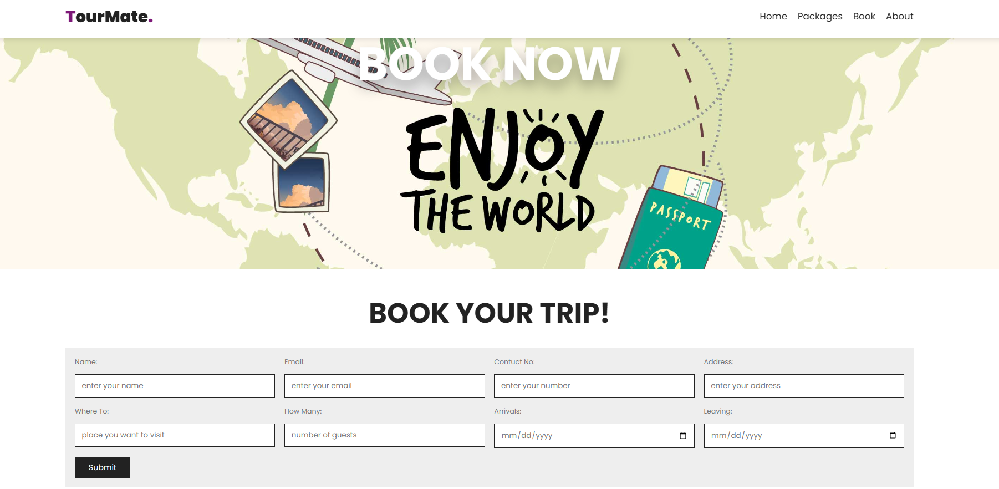 TourMate.
Home Packages Book About
BOOK NOW
ENJOY
THE WORLD
PASSPORT
BOOK YOUR TRIP!
Name: Email: Contuct No: Address:
enter your name enter your email enter your number enter your address
Where To: How Many: Arrivals: Leaving:
place you want to visit number of guests mm/dd/yyyy mm/dd/yyyy
Submit